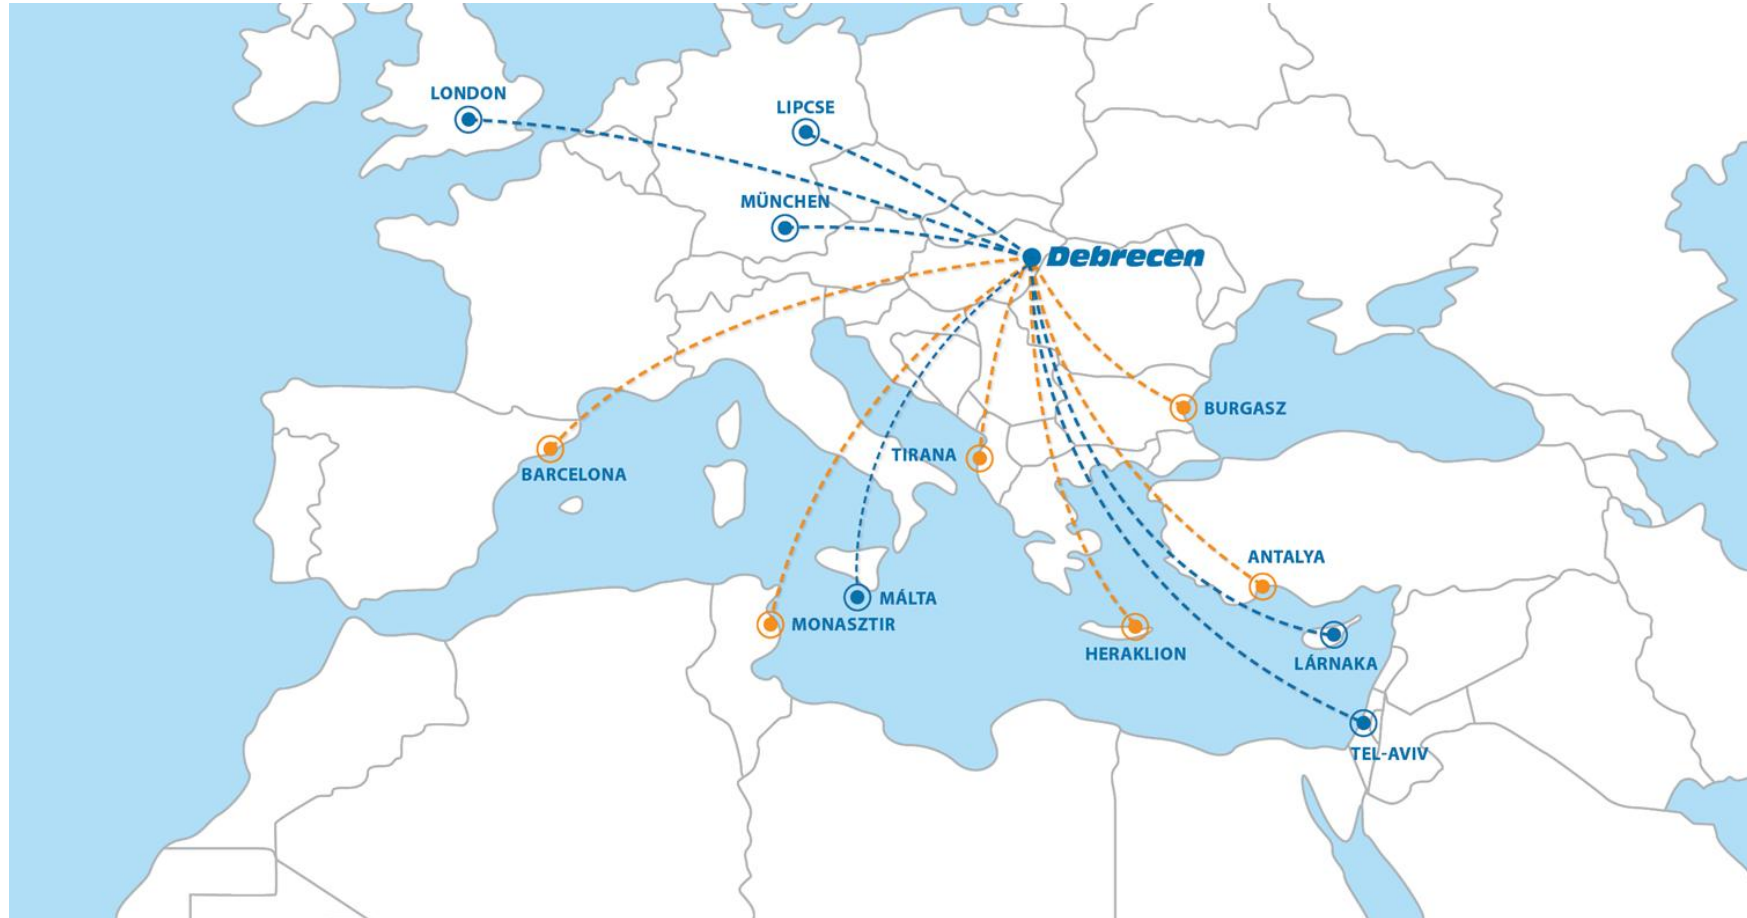 LONDON
LIPCSE
MÜNCHEN
Debrecen
BURGASZ
TIRANA
BARCELONA
ANTALYA
MÁLTA
MONASZTIR
HERAKLION
LÁRNAKA
TEL-AVIV